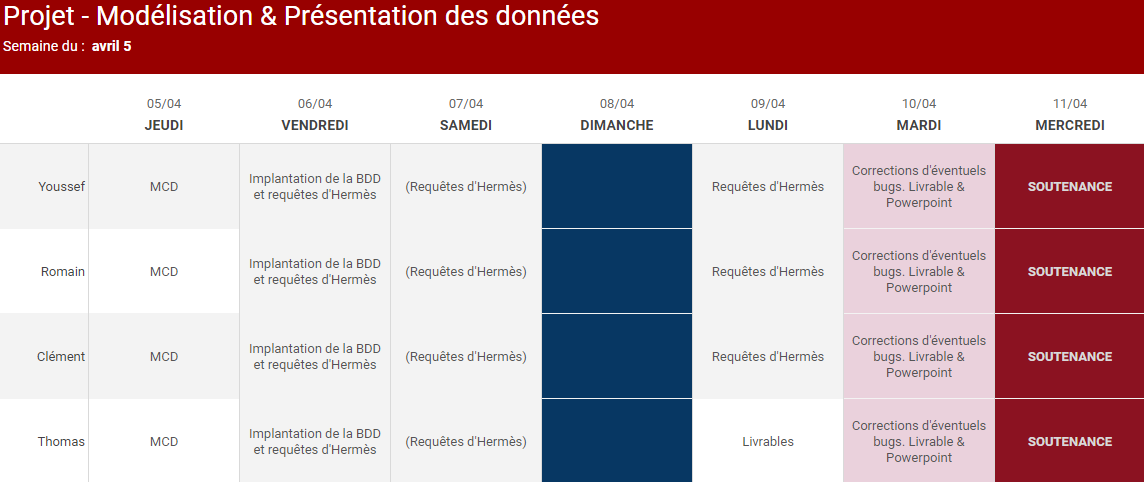 Projet - Modélisation & Présentation des données
Semaine du : avril 5
05/04 06/04 07/04 08/04 09/04 10/04 11/04
JEUDI VENDREDI SAMEDI DIMANCHE LUNDI MARDI MERCREDI
Youssef
MCD
Implantation de la BDD
et requêtes d'Hermès
(Requêtes d'Hermès)
Requêtes d'Hermès
Corrections d'éventuels
bugs. Livrable &
Powerpoint
SOUTENANCE
Romain
MCD
Implantation de la BDD
et requêtes d'Hermès
(Requêtes d'Hermès)
Requêtes d'Hermès
Corrections d'éventuels
bugs. Livrable &
Powerpoint
SOUTENANCE
Clément
MCD
Implantation de la BDD
et requêtes d'Hermès
(Requêtes d'Hermès)
Requêtes d'Hermès
Corrections d'éventuels
bugs. Livrable &
Powerpoint
SOUTENANCE
Thomas
MCD
Implantation de la BDD
et requêtes d'Hermès
(Requêtes d'Hermès)
Livrables
Corrections d'éventuels
bugs. Livrable &
Powerpoint
SOUTENANCE